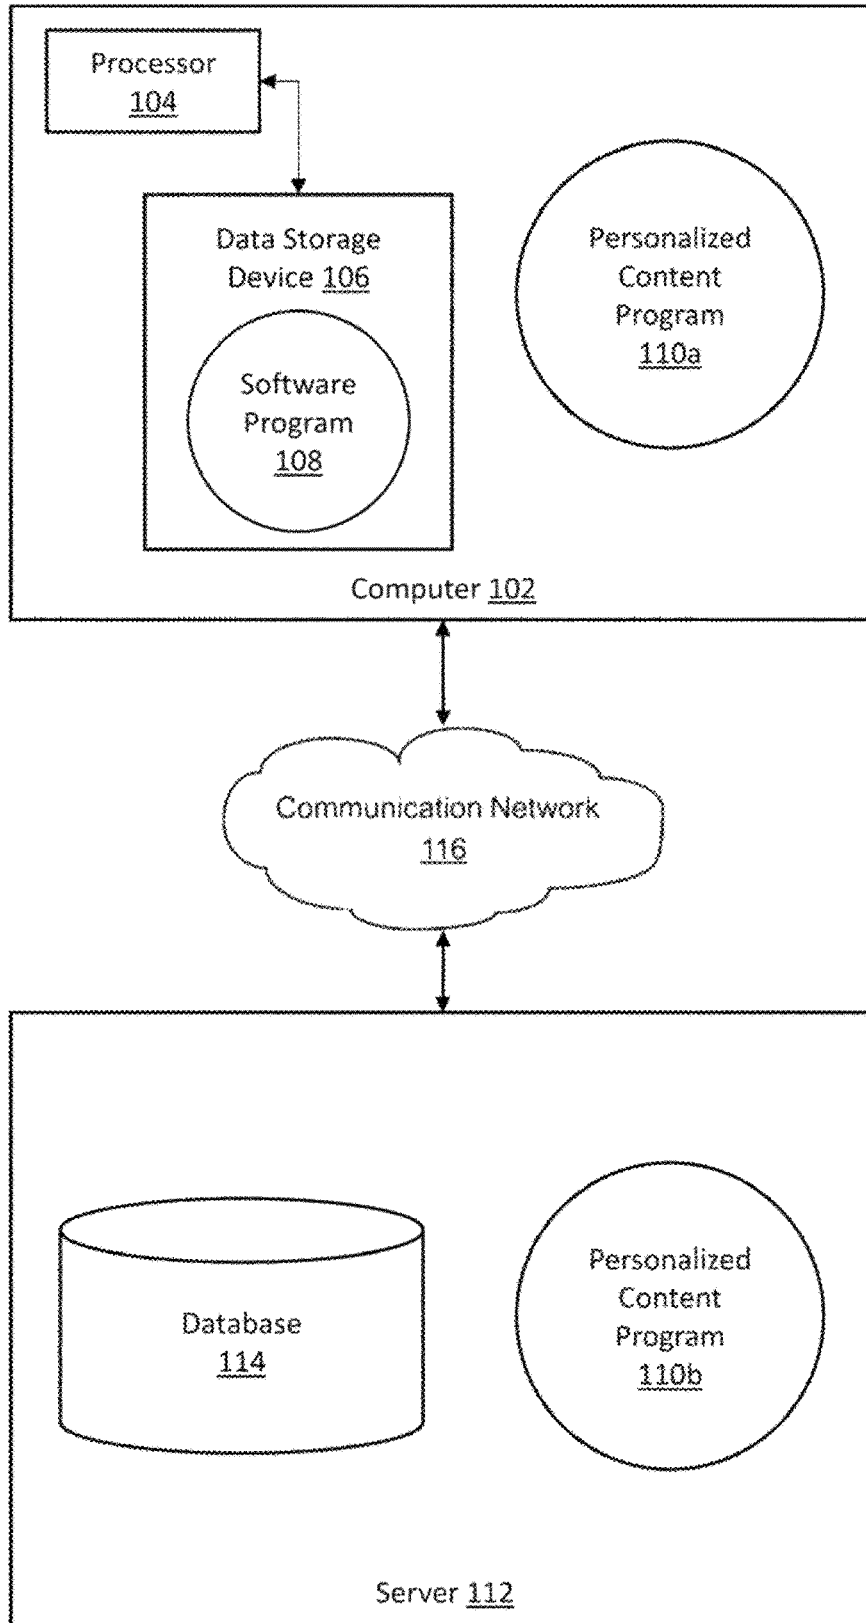 Processor
104
Data Storage
Device 106
Software
Program
108
Personalized
Content
Program
110a
Computer 102
Communication Network
116
Database
114
Personalized
Content
Program
110b
Server 112